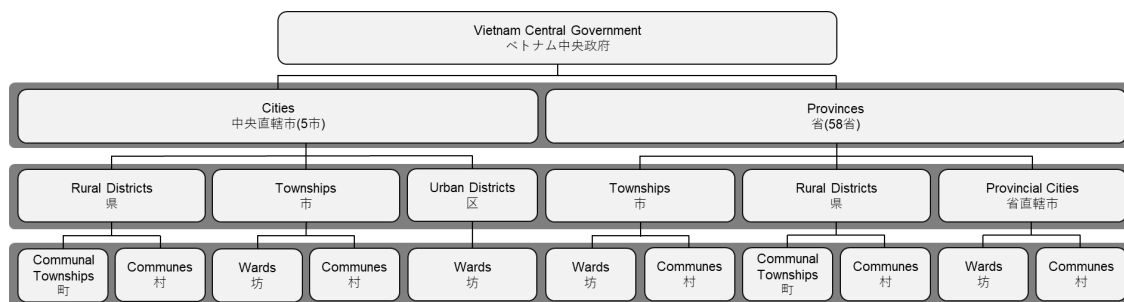 Vietnam Central Government
ベトナム中央政府
Cities
中央直轄市(5市)
Provinces
省(58省)
Rural Districts
県
Townships
市
Urban Districts
区
Townships
市
Rural Districts
県
Provincial Cities
省直轄市
Communal
Townships
町
Communes
村
Wards
坊
Communes
村
Wards
坊
Wards
坊
Communes
村
Communal
Townships
町
Communes
村
Wards
坊
Communes
村